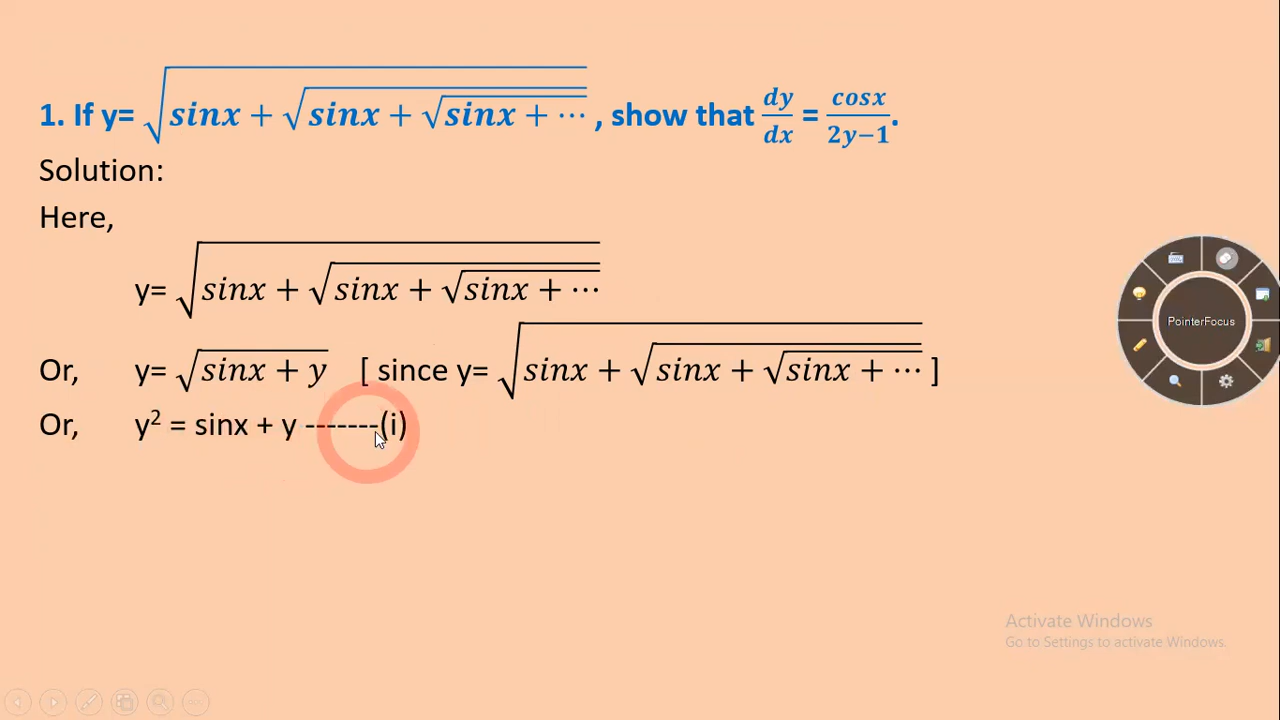 1. If y= √(sinx + √(sinx + √(sinx + ⋯))) , show that dy/dx = cosx/(2y−1).
Solution:
Here,
y= √(sinx + √(sinx + √(sinx + ⋯)))
Or, y= √(sinx + y) [ since y= √(sinx + √(sinx + √(sinx + ⋯))) ]
Or, y² = sinx + y -------(i)
PointerFocus
Activate Windows
Go to Settings to activate Windows.